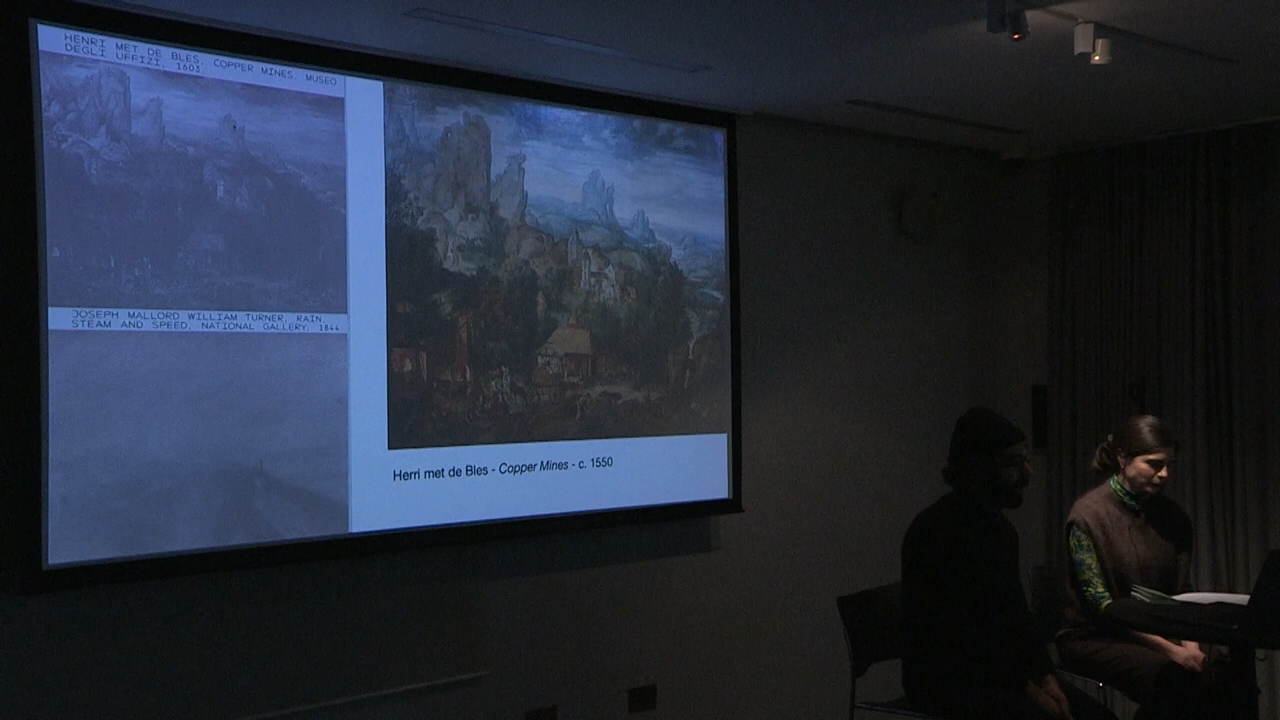 HENRI MET DE BLES, COPPER MINES, MUSEO
DEGLI UFFIZI, 1603
JOSEPH MALLORD WILLIAM TURNER, RAIN,
STEAM AND SPEED, NATIONAL GALLERY, 1844
Herri met de Bles - Copper Mines - c. 1550